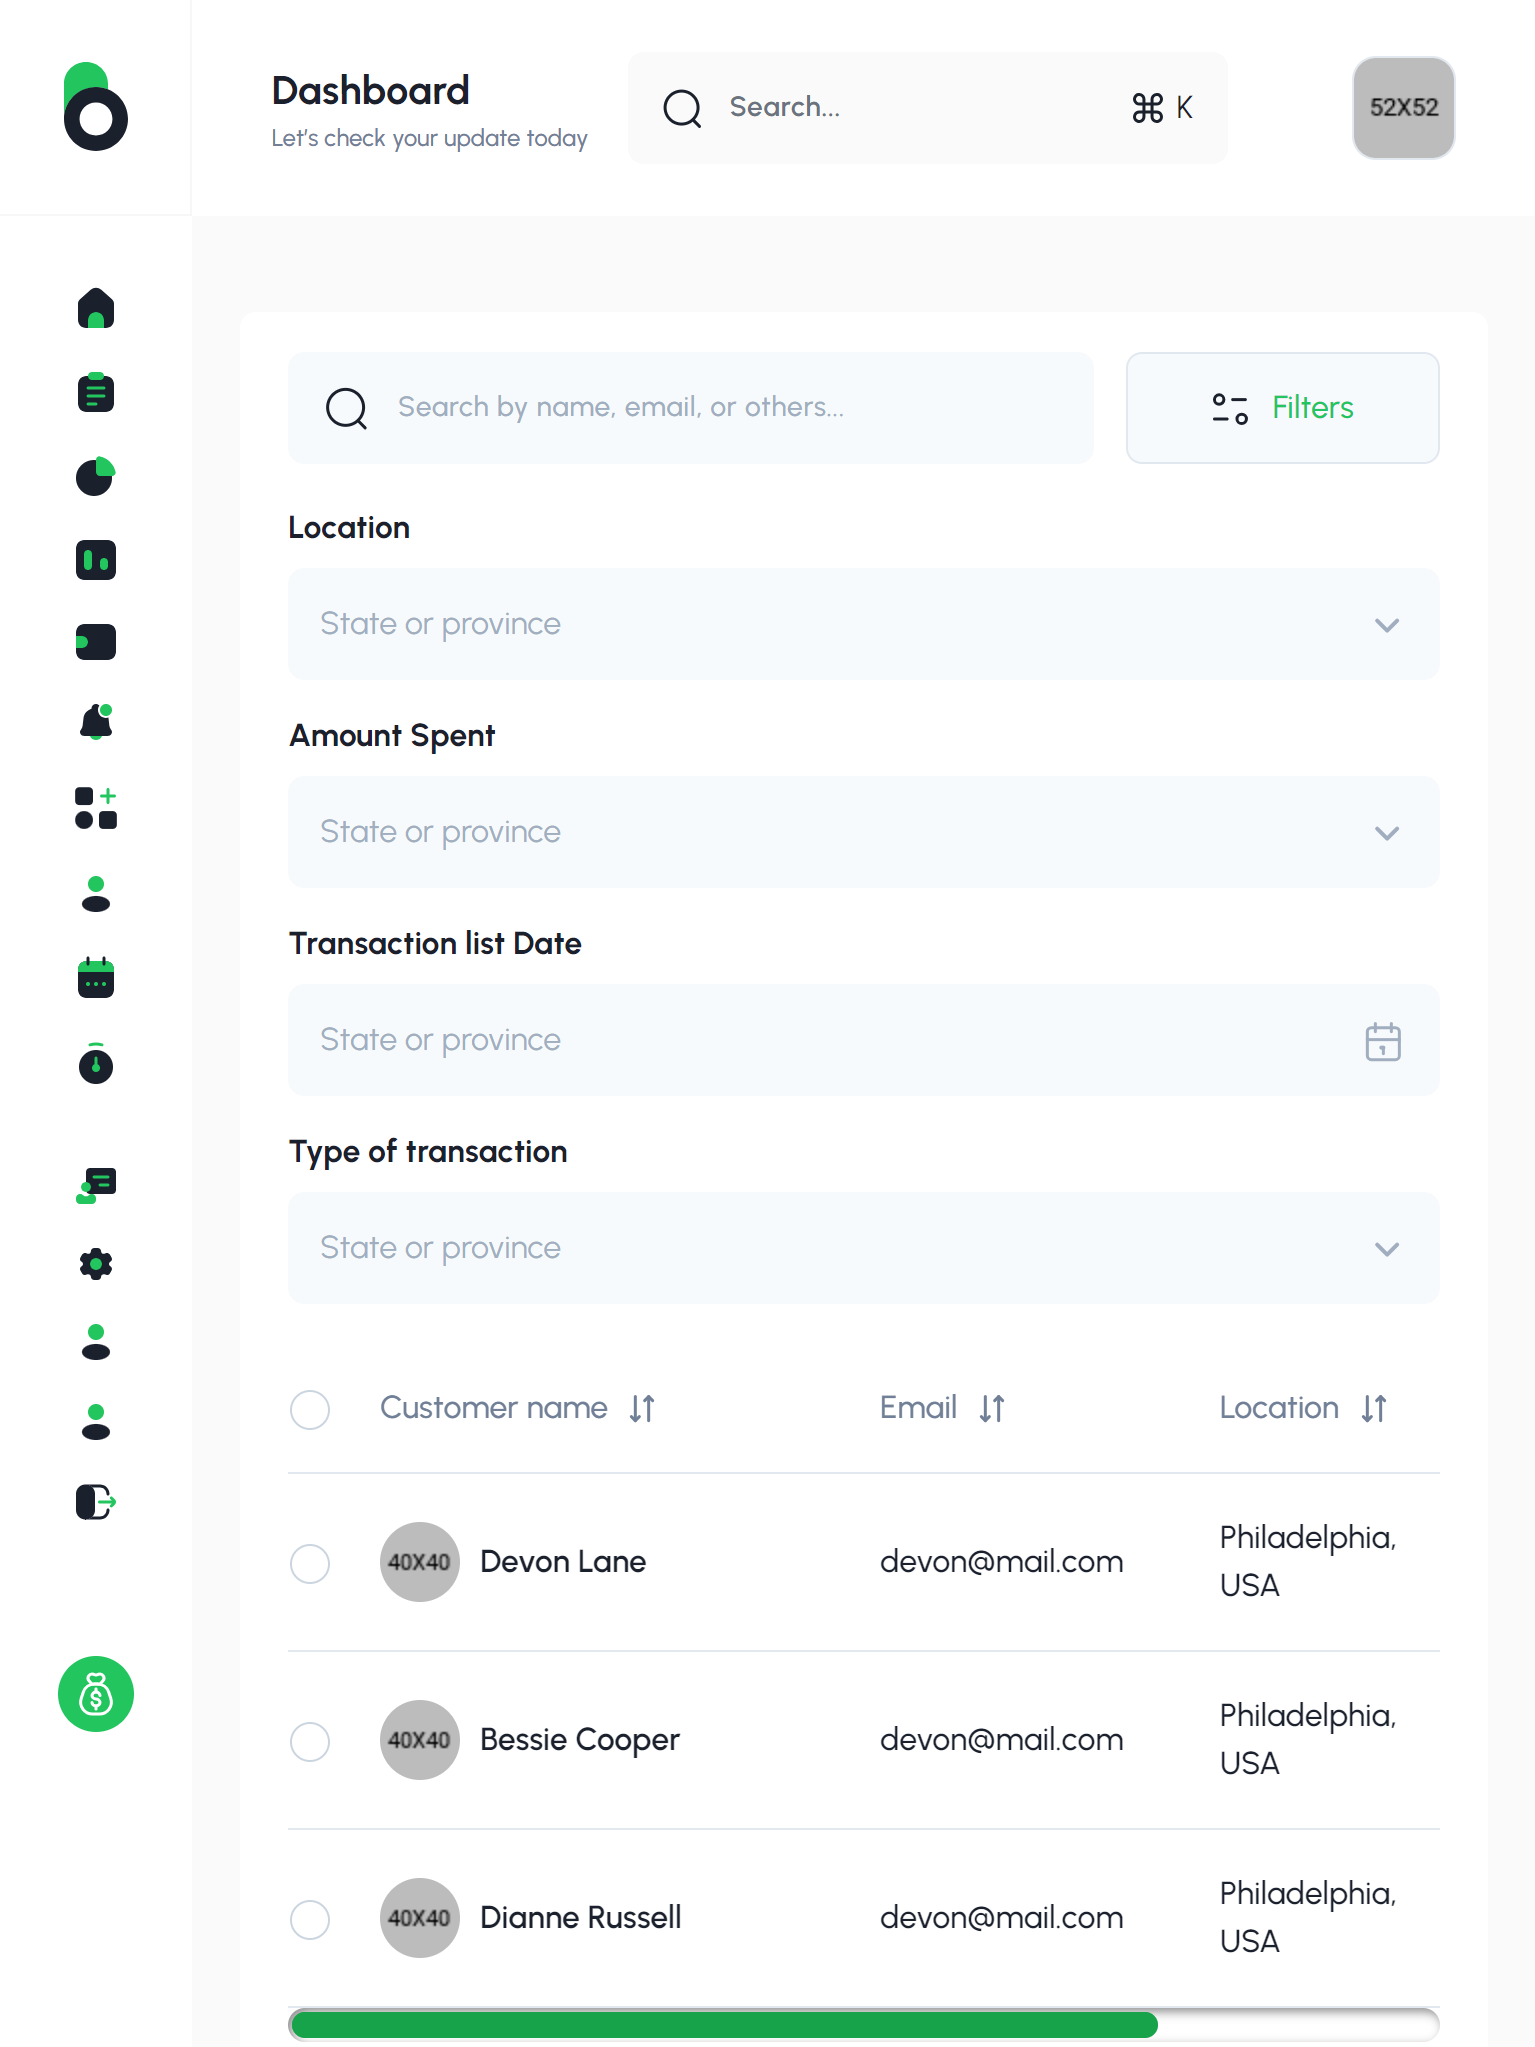 Dashboard
Let's check your update today
Search...
⌘ K
52X52
Search by name, email, or others...
Filters
Location
State or province
Amount Spent
State or province
Transaction list Date
State or province
Type of transaction
State or province
Customer name
Email
Location
40X40
Devon Lane
devon@mail.com
Philadelphia,
USA
40X40
Bessie Cooper
devon@mail.com
Philadelphia,
USA
40X40
Dianne Russell
devon@mail.com
Philadelphia,
USA